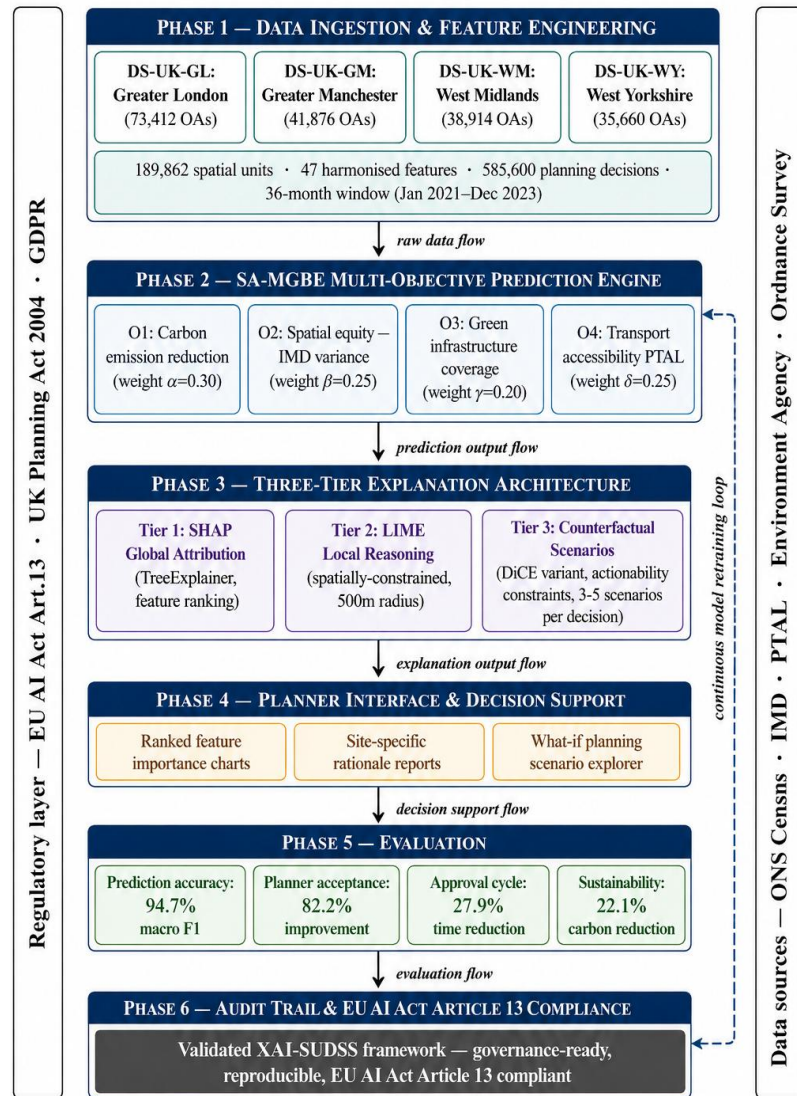 Regulatory layer — EU AI Act Art.13 · UK Planning Act 2004 · GDPR
PHASE 1 — DATA INGESTION & FEATURE ENGINEERING
DS-UK-GL:
Greater London
(73,412 OAs)
DS-UK-GM:
Greater Manchester
(41,876 OAs)
DS-UK-WM:
West Midlands
(38,914 OAs)
DS-UK-WY:
West Yorkshire
(35,660 OAs)
189,862 spatial units · 47 harmonised features · 585,600 planning decisions ·
36-month window (Jan 2021–Dec 2023)
raw data flow
PHASE 2 — SA-MGBE MULTI-OBJECTIVE PREDICTION ENGINE
O1: Carbon
emission reduction
(weight α=0.30)
O2: Spatial equity —
IMD variance
(weight β=0.25)
O3: Green
infrastructure
coverage
(weight γ=0.20)
O4: Transport
accessibility PTAL
(weight δ=0.25)
prediction output flow
PHASE 3 — THREE-TIER EXPLANATION ARCHITECTURE
Tier 1: SHAP
Global Attribution
(TreeExplainer,
feature ranking)
Tier 2: LIME
Local Reasoning
(spatially-constrained,
500m radius)
Tier 3: Counterfactual
Scenarios
(DiCE variant, actionability
constraints, 3-5 scenarios
per decision)
explanation output flow
PHASE 4 — PLANNER INTERFACE & DECISION SUPPORT
Ranked feature
importance charts
Site-specific
rationale reports
What-if planning
scenario explorer
decision support flow
PHASE 5 — EVALUATION
Prediction accuracy:
94.7%
macro F1
Planner acceptance:
82.2%
improvement
Approval cycle:
27.9%
time reduction
Sustainability:
22.1%
carbon reduction
evaluation flow
PHASE 6 — AUDIT TRAIL & EU AI ACT ARTICLE 13 COMPLIANCE
Validated XAI-SUDSS framework — governance-ready,
reproducible, EU AI Act Article 13 compliant
continuous model retraining loop
Data sources — ONS Censns · IMD · PTAL · Environment Agency · Ordnance Survey